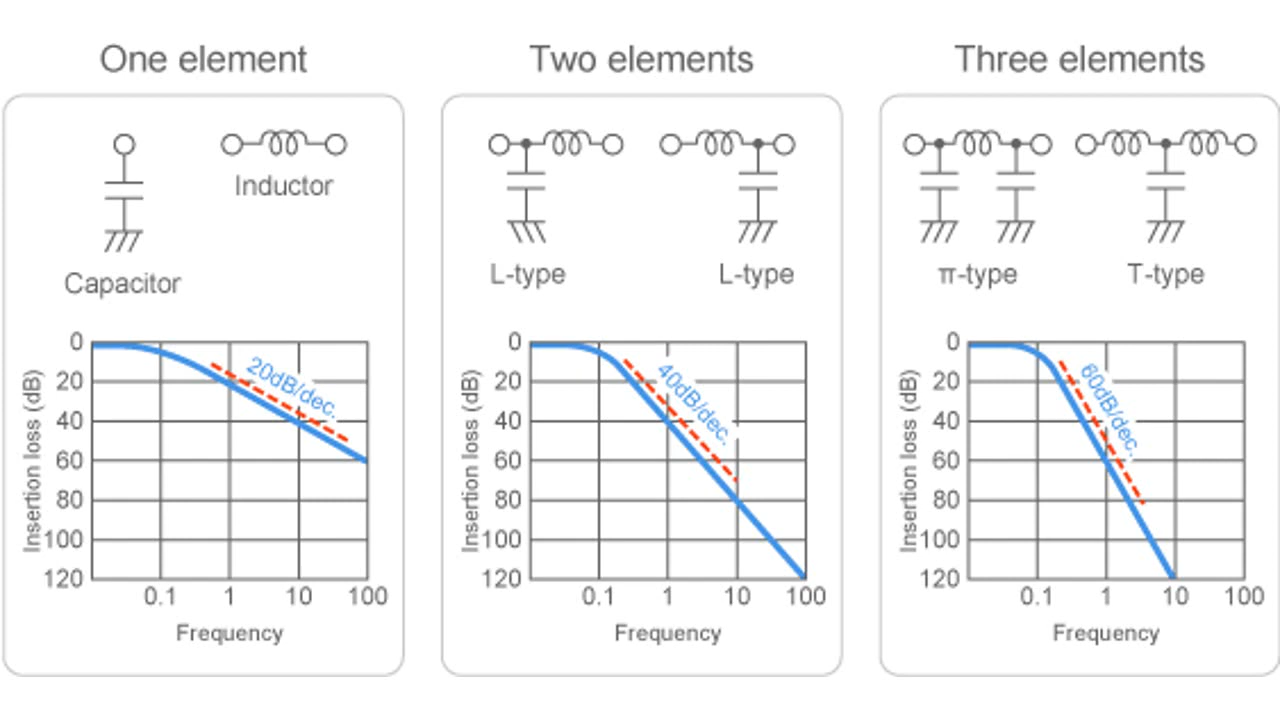 One element
Two elements
Three elements
Inductor
Capacitor
L-type
L-type
π-type
T-type
Insertion loss (dB)
0
20
40
60
80
100
120
20dB/dec.
0.1
1
10
100
Frequency
Insertion loss (dB)
0
20
40
60
80
100
120
40dB/dec.
0.1
1
10
100
Frequency
Insertion loss (dB)
0
20
40
60
80
100
120
60dB/dec.
0.1
1
10
100
Frequency